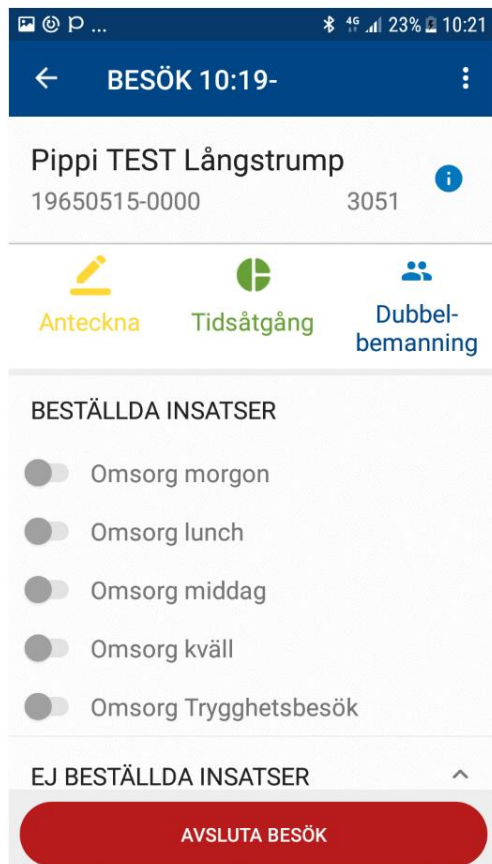 ... 4G 23% 10:21
BESÖK 10:19-
Pippi TEST Långstrump
19650515-0000 3051
Anteckna Tidsåtgång Dubbel-
bemanning
BESTÄLLDA INSATSER
Omsorg morgon
Omsorg lunch
Omsorg middag
Omsorg kväll
Omsorg Trygghetsbesök
EJ BESTÄLLDA INSATSER
AVSLUTA BESÖK